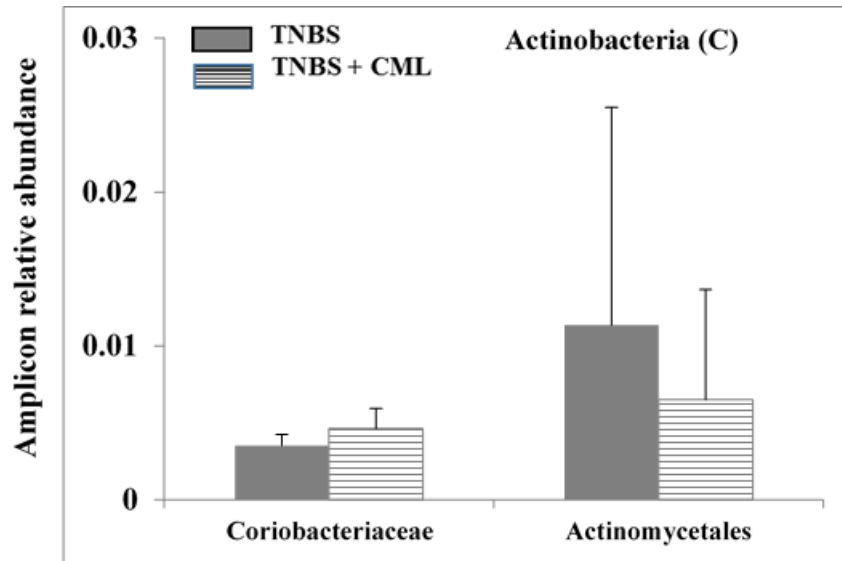 Amplicon relative abundance
0.03
0.02
0.01
0
TNBS
TNBS + CML
Actinobacteria (C)
Coriobacteriaceae
Actinomycetales